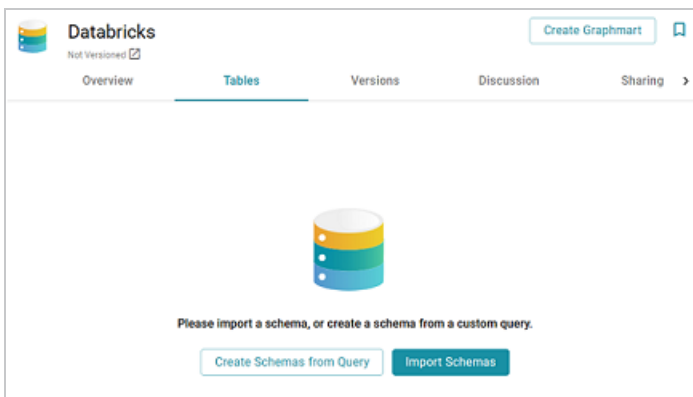 Databricks
Create Graphmart
Not Versioned
Overview Tables Versions Discussion Sharing
Please import a schema, or create a schema from a custom query.
Create Schemas from Query Import Schemas